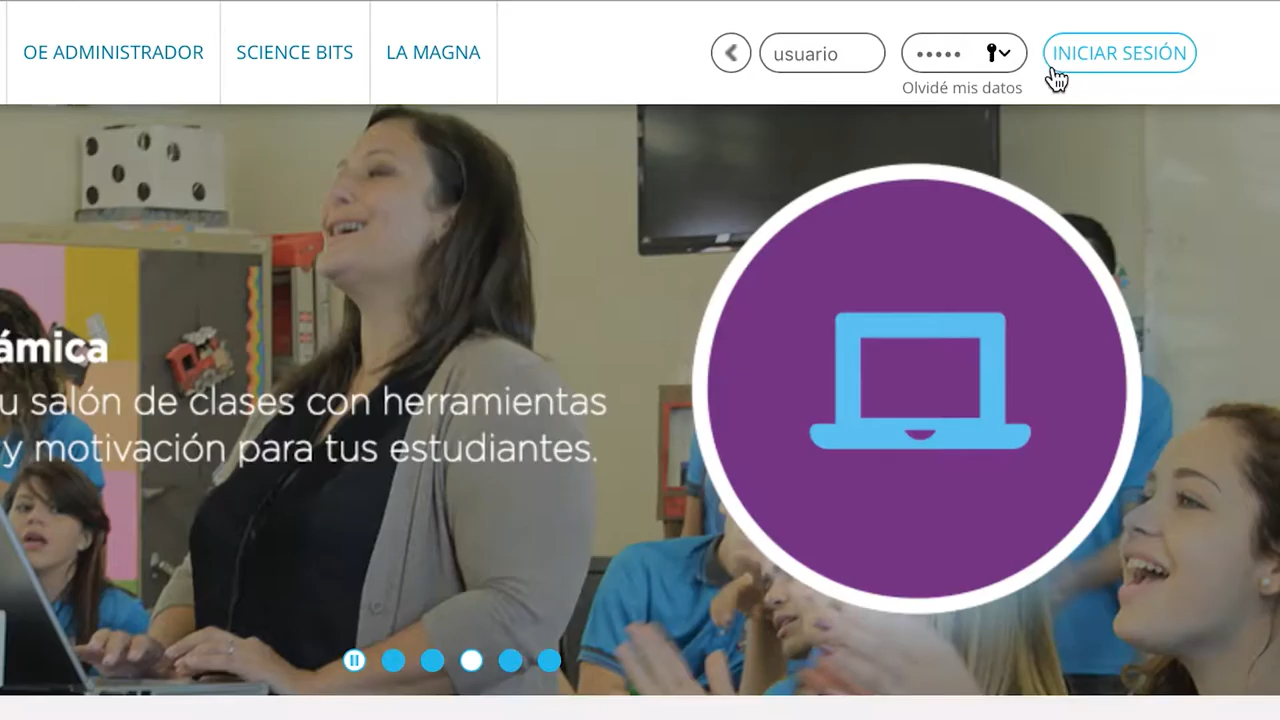 OE ADMINISTRADOR
SCIENCE BITS
LA MAGNA
usuario
•••••
INICIAR SESIÓN
Olvidé mis datos
ámica
u salón de clases con herramientas
y motivación para tus estudiantes.